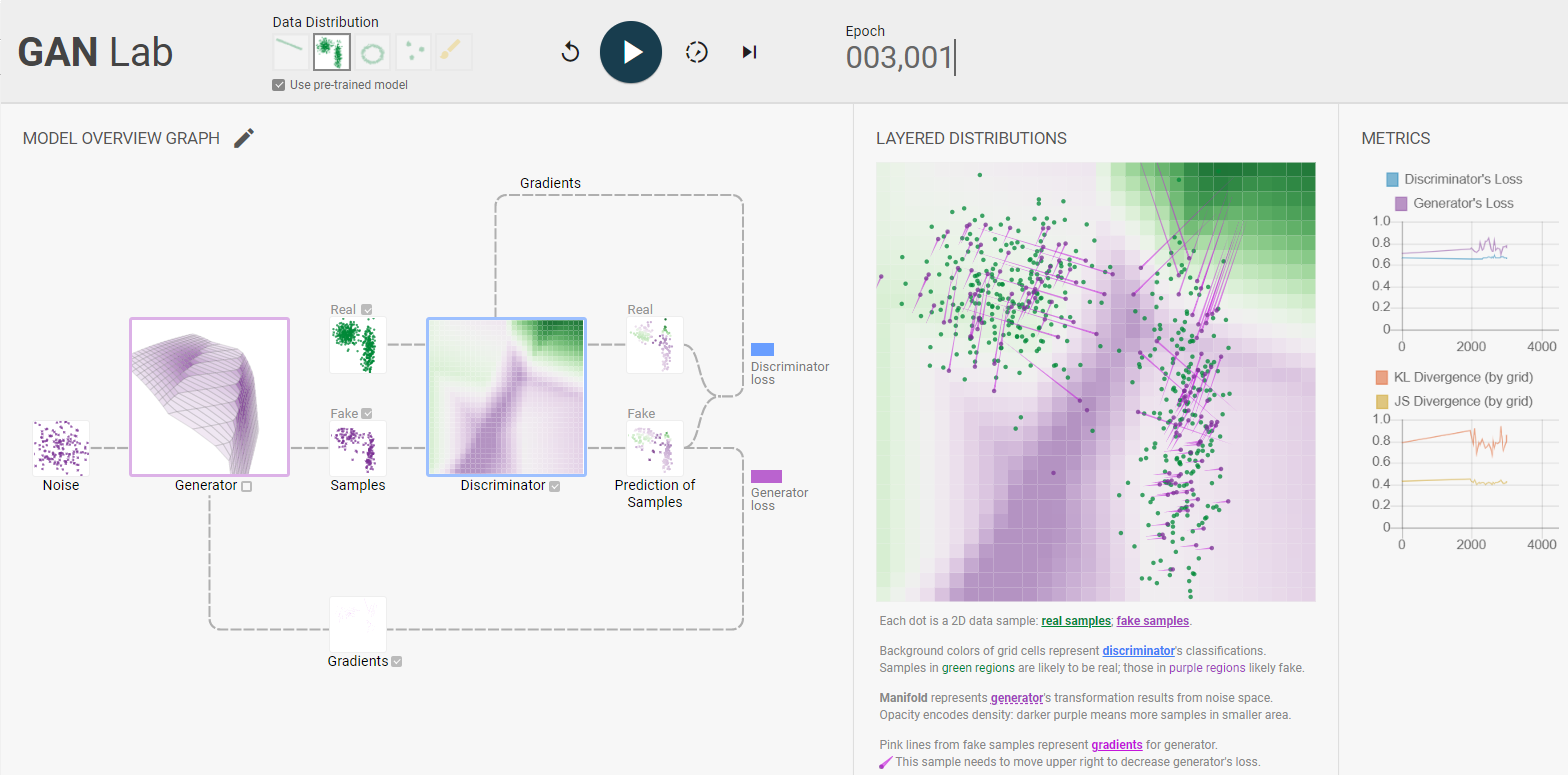 GAN Lab
Data Distribution
Use pre-trained model
Epoch
003,001
MODEL OVERVIEW GRAPH
Gradients
Real
Fake
Noise
Generator
Samples
Discriminator
Real
Fake
Prediction of
Samples
Discriminator
loss
Generator
loss
Gradients
LAYERED DISTRIBUTIONS
Each dot is a 2D data sample: real samples; fake samples.
Background colors of grid cells represent discriminator's classifications.
Samples in green regions are likely to be real; those in purple regions likely fake.
Manifold represents generator's transformation results from noise space.
Opacity encodes density: darker purple means more samples in smaller area.
Pink lines from fake samples represent gradients for generator.
This sample needs to move upper right to decrease generator's loss.
METRICS
Discriminator's Loss
Generator's Loss
1.0
0.8
0.6
0.4
0.2
0
0 2000 4000
KL Divergence (by grid)
JS Divergence (by grid)
1.0
0.8
0.6
0.4
0.2
0
0 2000 4000